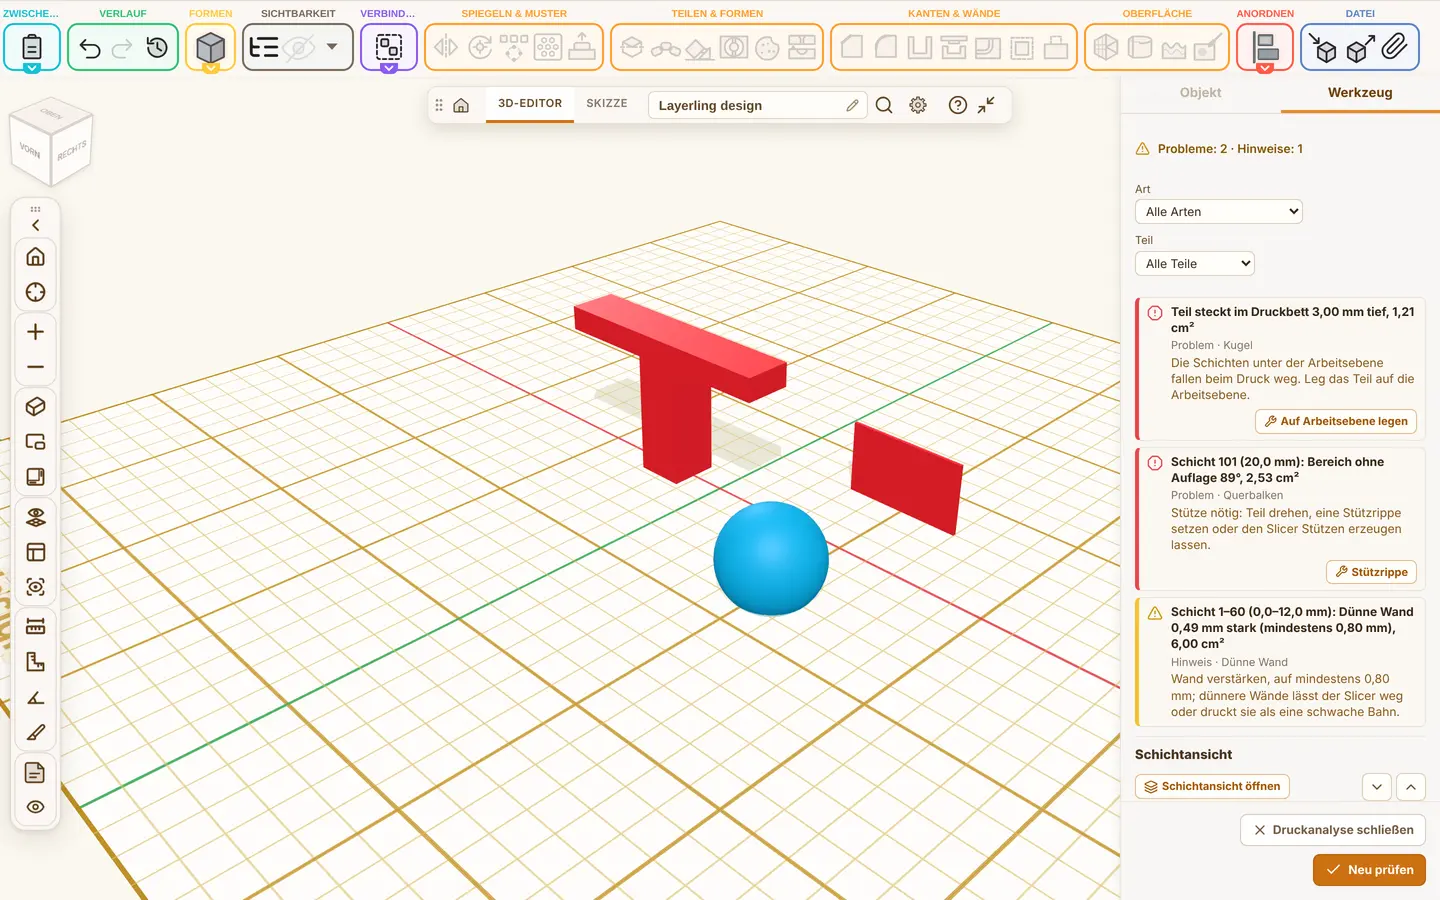 ZWISCHE...
VERLAUF
FORMEN
SICHTBARKEIT
VERBIND...
SPIEGELN & MUSTER
TEILEN & FORMEN
KANTEN & WÄNDE
OBERFLÄCHE
ANORDNEN
DATEI
3D-EDITOR
SKIZZE
Layerling design
OBEN
VORN
RECHTS
Objekt
Werkzeug
Probleme: 2 · Hinweise: 1
Art
Alle Arten
Teil
Alle Teile
Teil steckt im Druckbett 3,00 mm tief, 1,21
cm²
Problem · Kugel
Die Schichten unter der Arbeitsebene
fallen beim Druck weg. Leg das Teil auf die
Arbeitsebene.
Auf Arbeitsebene legen
Schicht 101 (20,0 mm): Bereich ohne
Auflage 89°, 2,53 cm²
Problem · Querbalken
Stütze nötig: Teil drehen, eine Stützrippe
setzen oder den Slicer Stützen erzeugen
lassen.
Stützrippe
Schicht 1–60 (0,0–12,0 mm): Dünne Wand
0,49 mm stark (mindestens 0,80 mm),
6,00 cm²
Hinweis · Dünne Wand
Wand verstärken, auf mindestens 0,80
mm; dünnere Wände lässt der Slicer weg
oder druckt sie als eine schwache Bahn.
Schichtansicht
Schichtansicht öffnen
Druckanalyse schließen
Neu prüfen